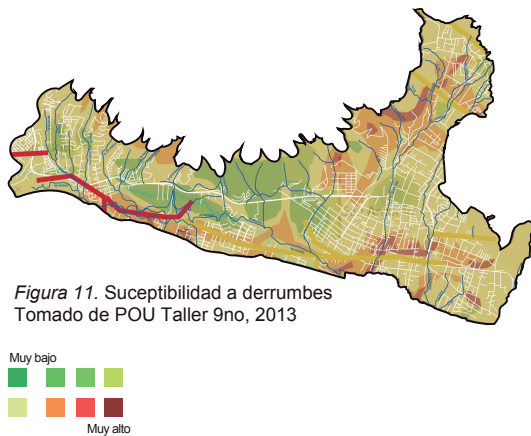 Figura 11. Suceptibilidad a derrumbes
Tomado de POU Taller 9no, 2013
Muy bajo
Muy alto